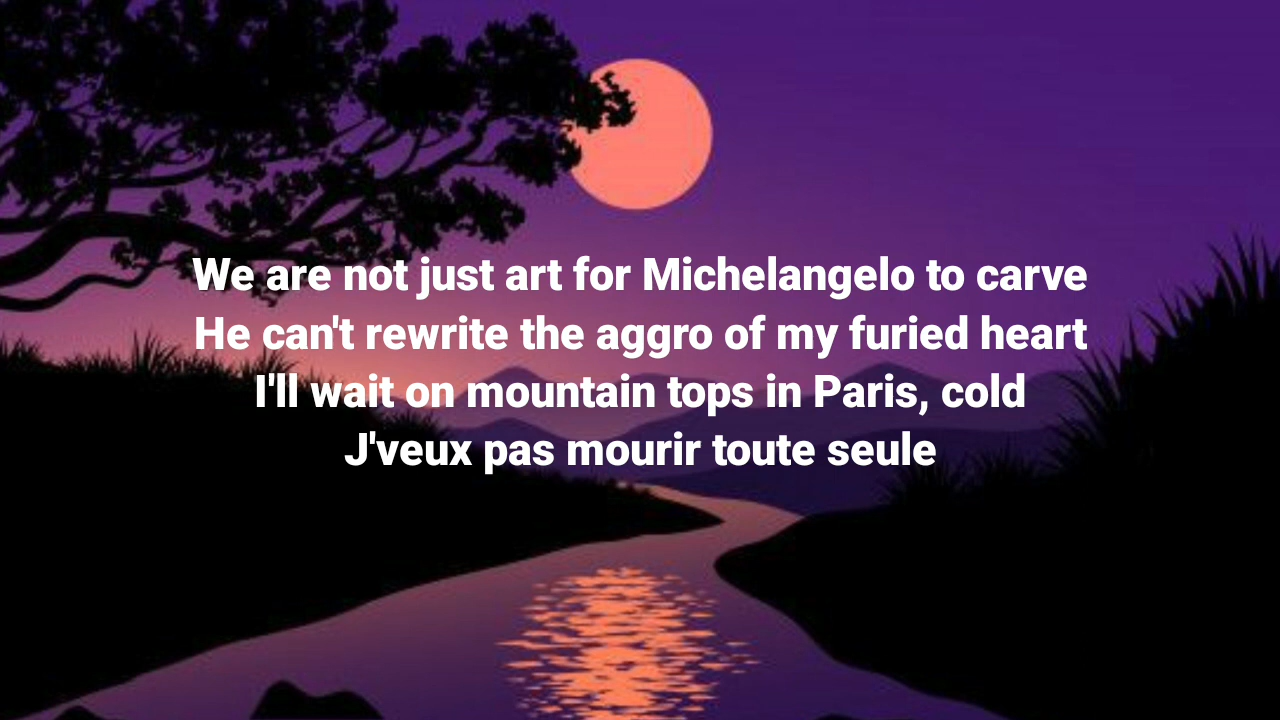 We are not just art for Michelangelo to carve
He can't rewrite the aggro of my furied heart
I'll wait on mountain tops in Paris, cold
J'veux pas mourir toute seule